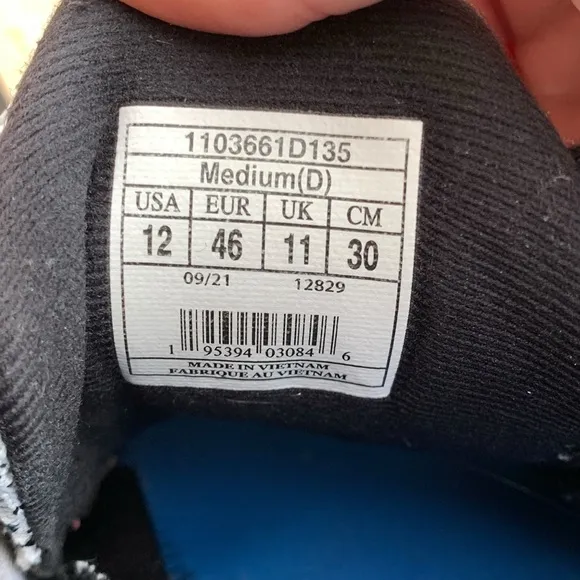 1103661D135
Medium(D)
USA EUR UK CM
12 46 11 30
09/21 12829
1 95394 03084 6
MADE IN VIETNAM
FABRIQUE AU VIETNAM